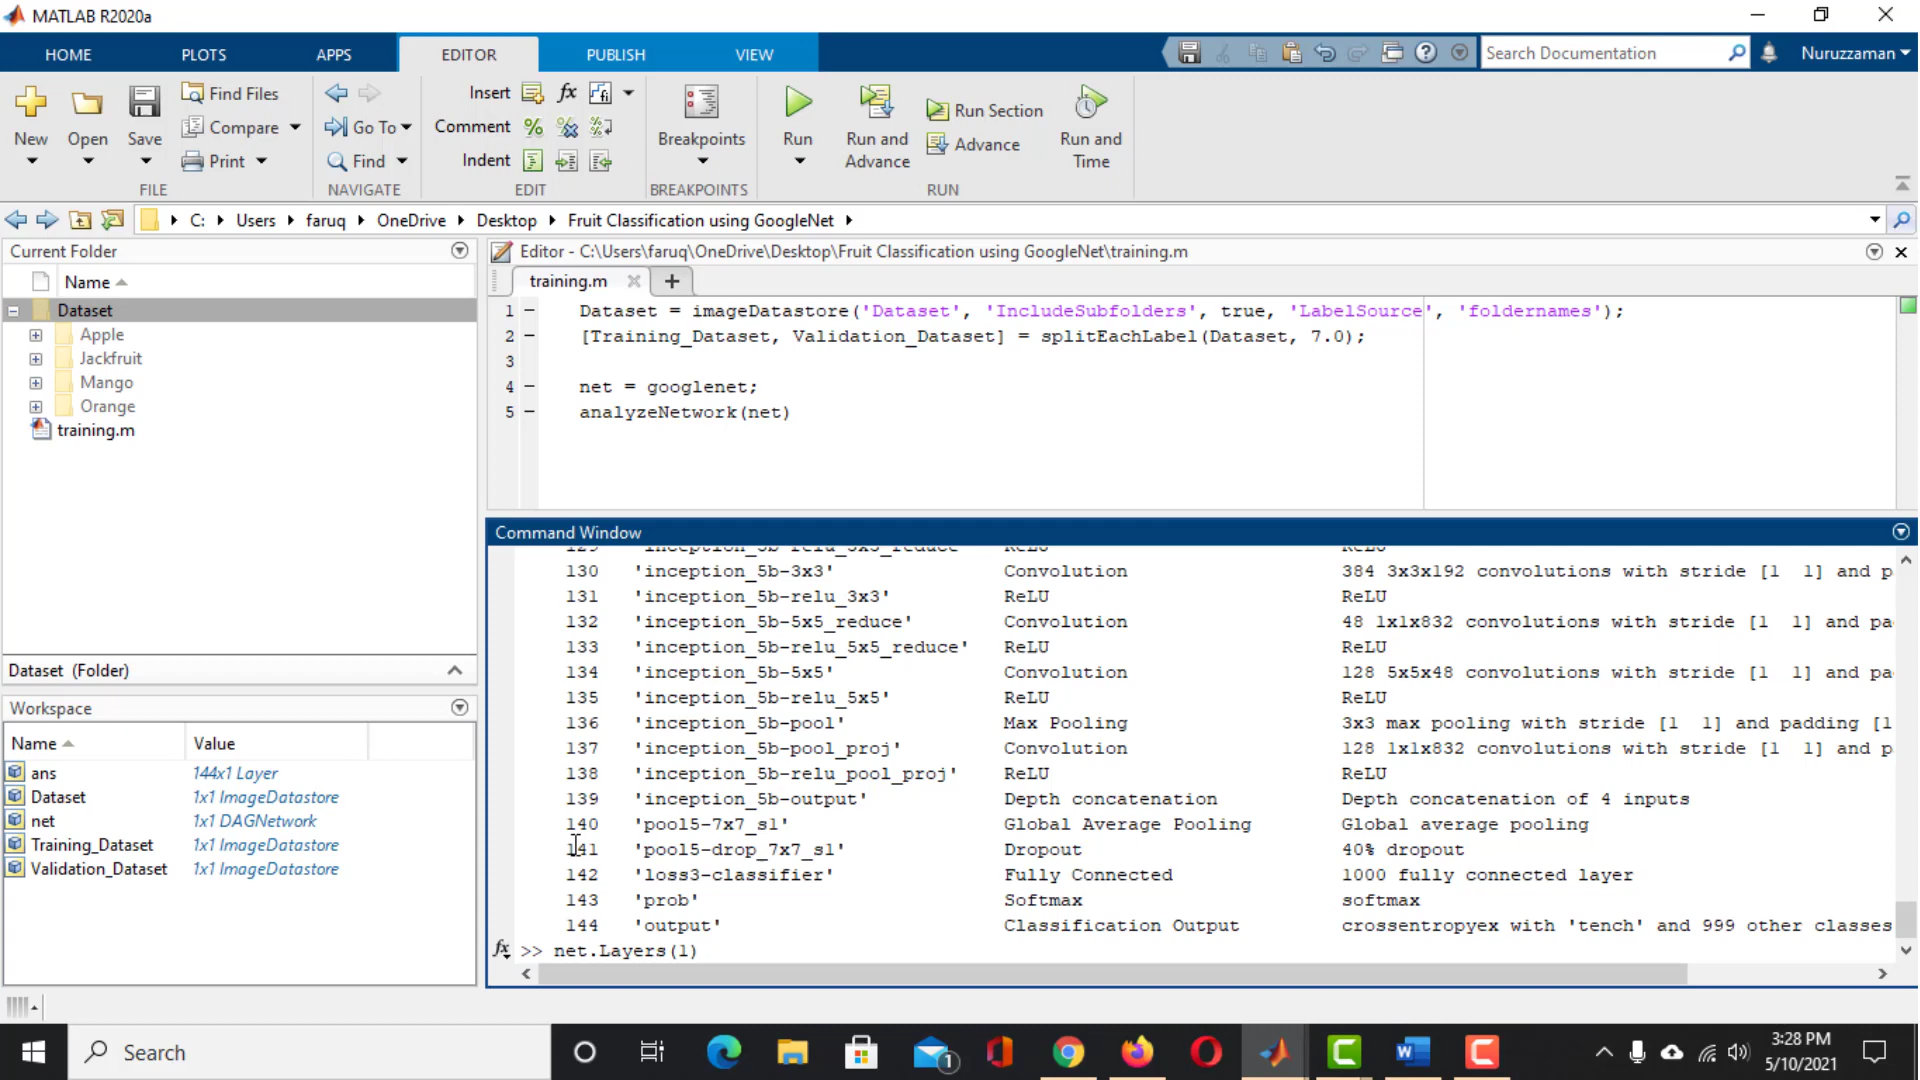 MATLAB R2020a
HOME PLOTS APPS EDITOR PUBLISH VIEW Search Documentation Nuruzzaman
New Open Save Find Files Compare Print
Go To Find
Insert fx Comment Indent
Breakpoints
Run Run and Advance Run Section Advance Run and Time
FILE NAVIGATE EDIT BREAKPOINTS RUN
C: Users faruq OneDrive Desktop Fruit Classification using GoogleNet
Current Folder
Name
Dataset
Apple
Jackfruit
Mango
Orange
training.m
Dataset (Folder)
Workspace
Name Value
ans 144x1 Layer
Dataset 1x1 ImageDatastore
net 1x1 DAGNetwork
Training_Dataset 1x1 ImageDatastore
Validation_Dataset 1x1 ImageDatastore
Editor - C:\Users\faruq\OneDrive\Desktop\Fruit Classification using GoogleNet\training.m
training.m
1 Dataset = imageDatastore('Dataset', 'IncludeSubfolders', true, 'LabelSource', 'foldernames');
2 [Training_Dataset, Validation_Dataset] = splitEachLabel(Dataset, 7.0);
3
4 net = googlenet;
5 analyzeNetwork(net)
Command Window
129 'inception_5b-relu_3x3_reduce' ReLU ReLU
130 'inception_5b-3x3' Convolution 384 3x3x192 convolutions with stride [1 1] and p
131 'inception_5b-relu_3x3' ReLU ReLU
132 'inception_5b-5x5_reduce' Convolution 48 1x1x832 convolutions with stride [1 1] and pa
133 'inception_5b-relu_5x5_reduce' ReLU ReLU
134 'inception_5b-5x5' Convolution 128 5x5x48 convolutions with stride [1 1] and pa
135 'inception_5b-relu_5x5' ReLU ReLU
136 'inception_5b-pool' Max Pooling 3x3 max pooling with stride [1 1] and padding [1
137 'inception_5b-pool_proj' Convolution 128 1x1x832 convolutions with stride [1 1] and p
138 'inception_5b-relu_pool_proj' ReLU ReLU
139 'inception_5b-output' Depth concatenation Depth concatenation of 4 inputs
140 'pool5-7x7_s1' Global Average Pooling Global average pooling
141 'pool5-drop_7x7_s1' Dropout 40% dropout
142 'loss3-classifier' Fully Connected 1000 fully connected layer
143 'prob' Softmax softmax
144 'output' Classification Output crossentropyex with 'tench' and 999 other classes
fx >> net.Layers(1)
Search
1
3:28 PM
5/10/2021